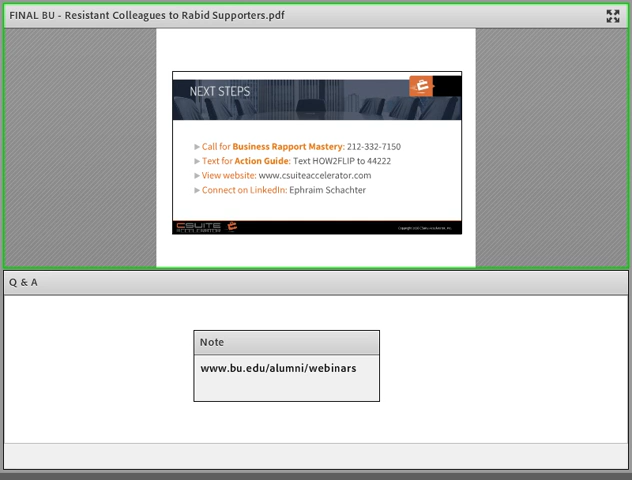 FINAL BU - Resistant Colleagues to Rabid Supporters.pdf
NEXT STEPS
Call for Business Rapport Mastery: 212-332-7150
Text for Action Guide: Text HOW2FLIP to 44222
View website: www.csuiteaccelerator.com
Connect on LinkedIn: Ephraim Schachter
CSUITE
ACCELERATOR
Q & A
Note
www.bu.edu/alumni/webinars